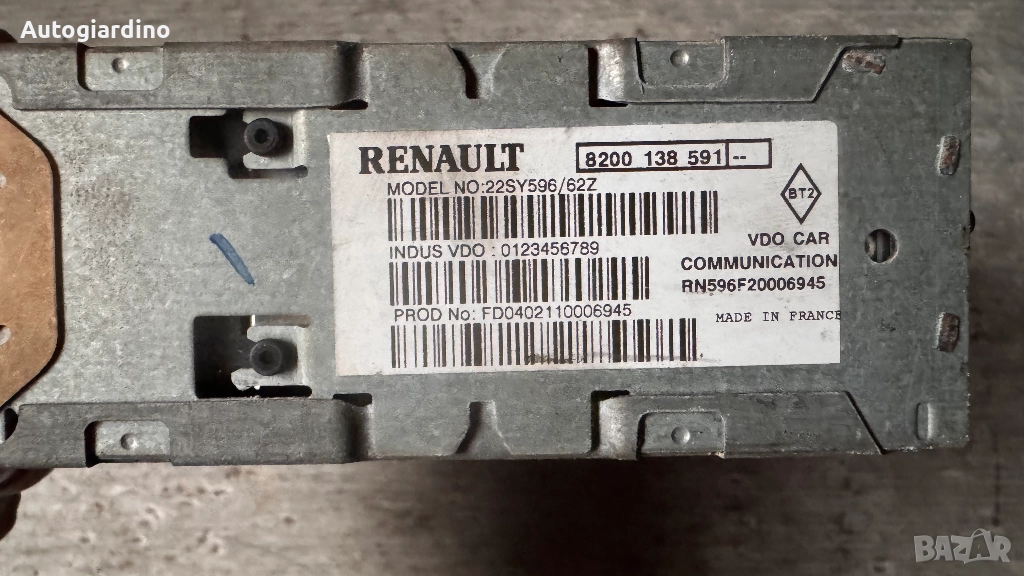 Autogiardino
RENAULT
8200 138 591 --
MODEL NO:22SY596/62Z
BT2
INDUS VDO : 0123456789
VDO CAR
COMMUNICATION
RN596F20006945
PROD No: FD0402110006945
MADE IN FRANCE
BAZAR